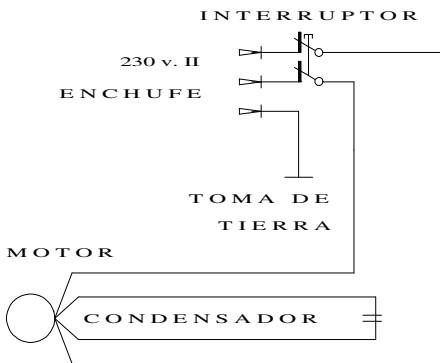 INTERRUPTOR
230 v. II
ENCHUFE
TOMA DE
TIERRA
MOTOR
CONDENSADOR